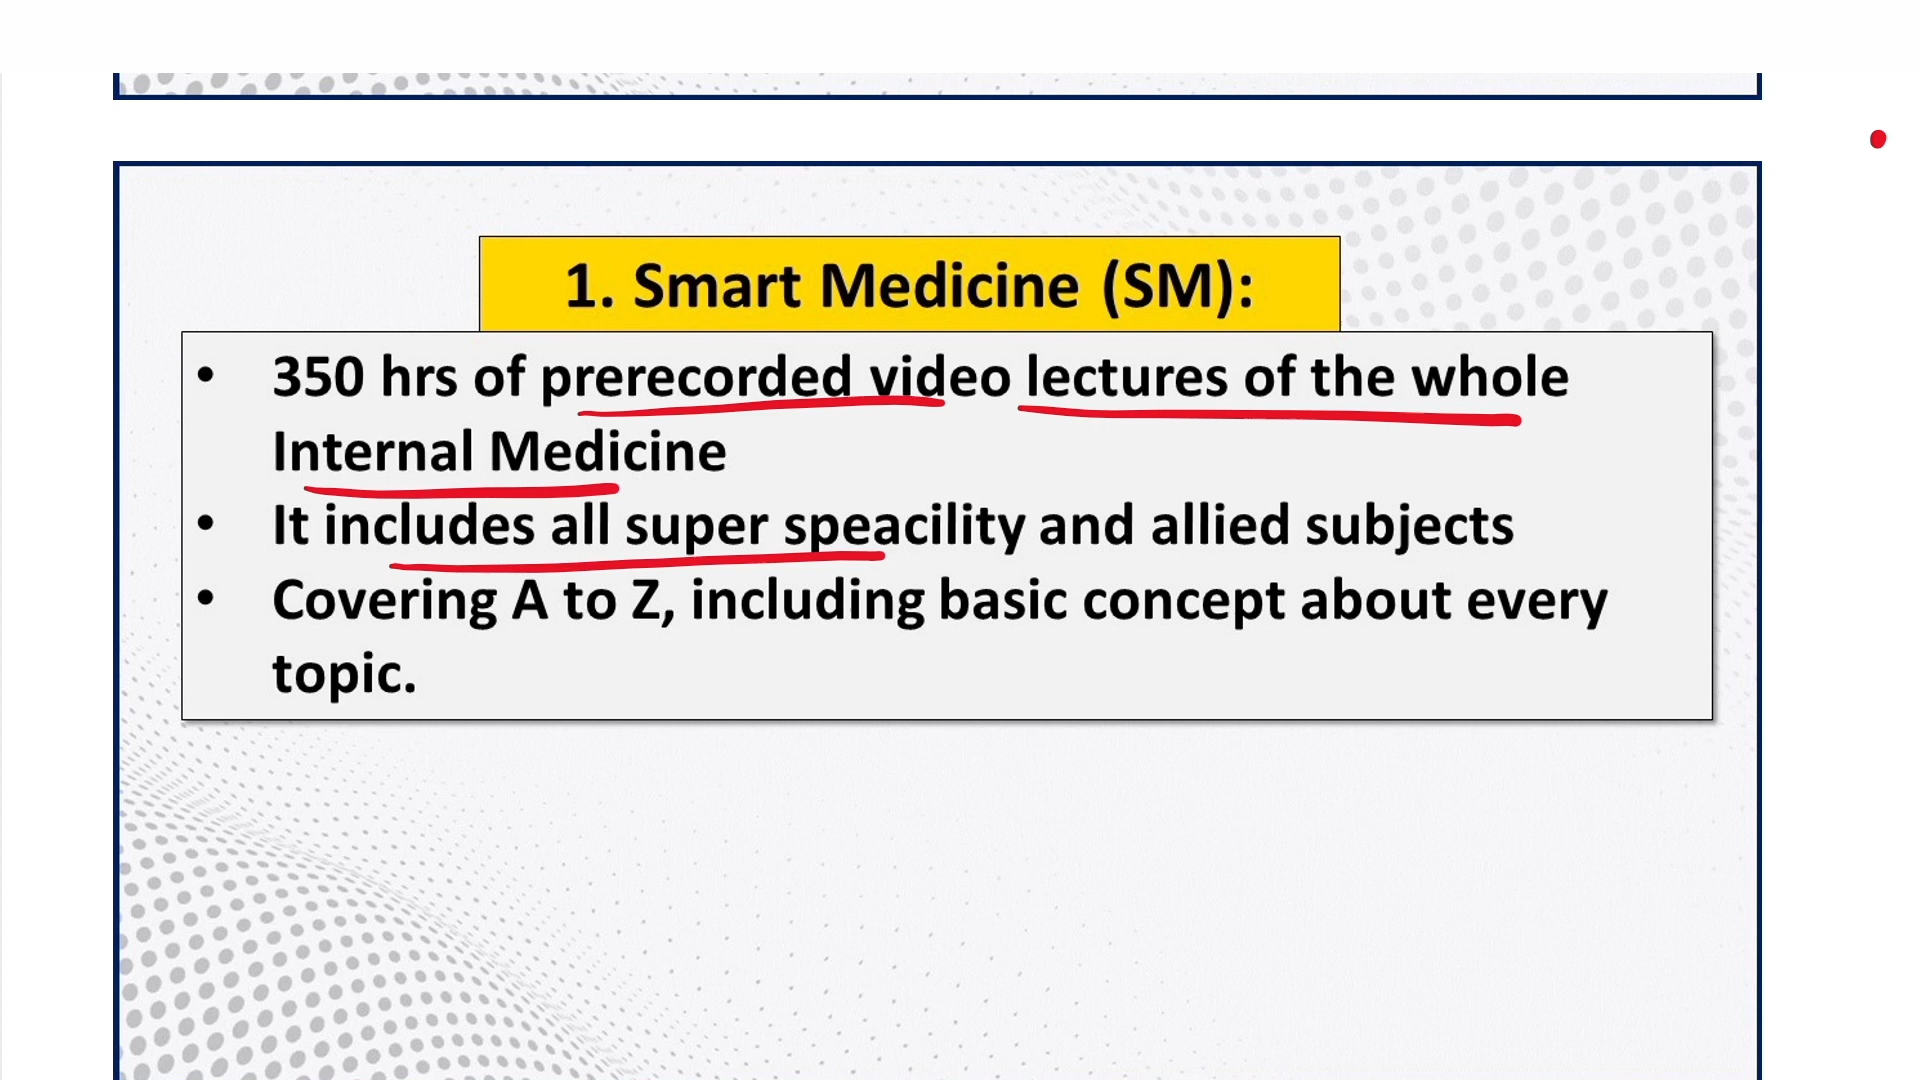 1. Smart Medicine (SM):
• 350 hrs of prerecorded video lectures of the whole
Internal Medicine
• It includes all super speacility and allied subjects
• Covering A to Z, including basic concept about every
topic.